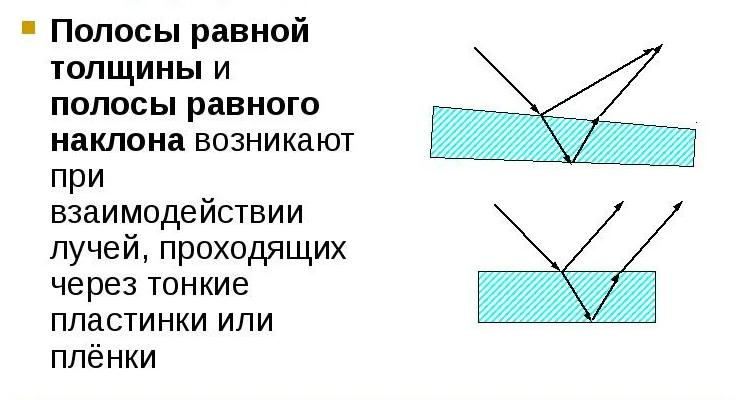 Полосы равной
толщины и
полосы равного
наклона возникают
при
взаимодействии
лучей, проходящих
через тонкие
пластинки или
плёнки